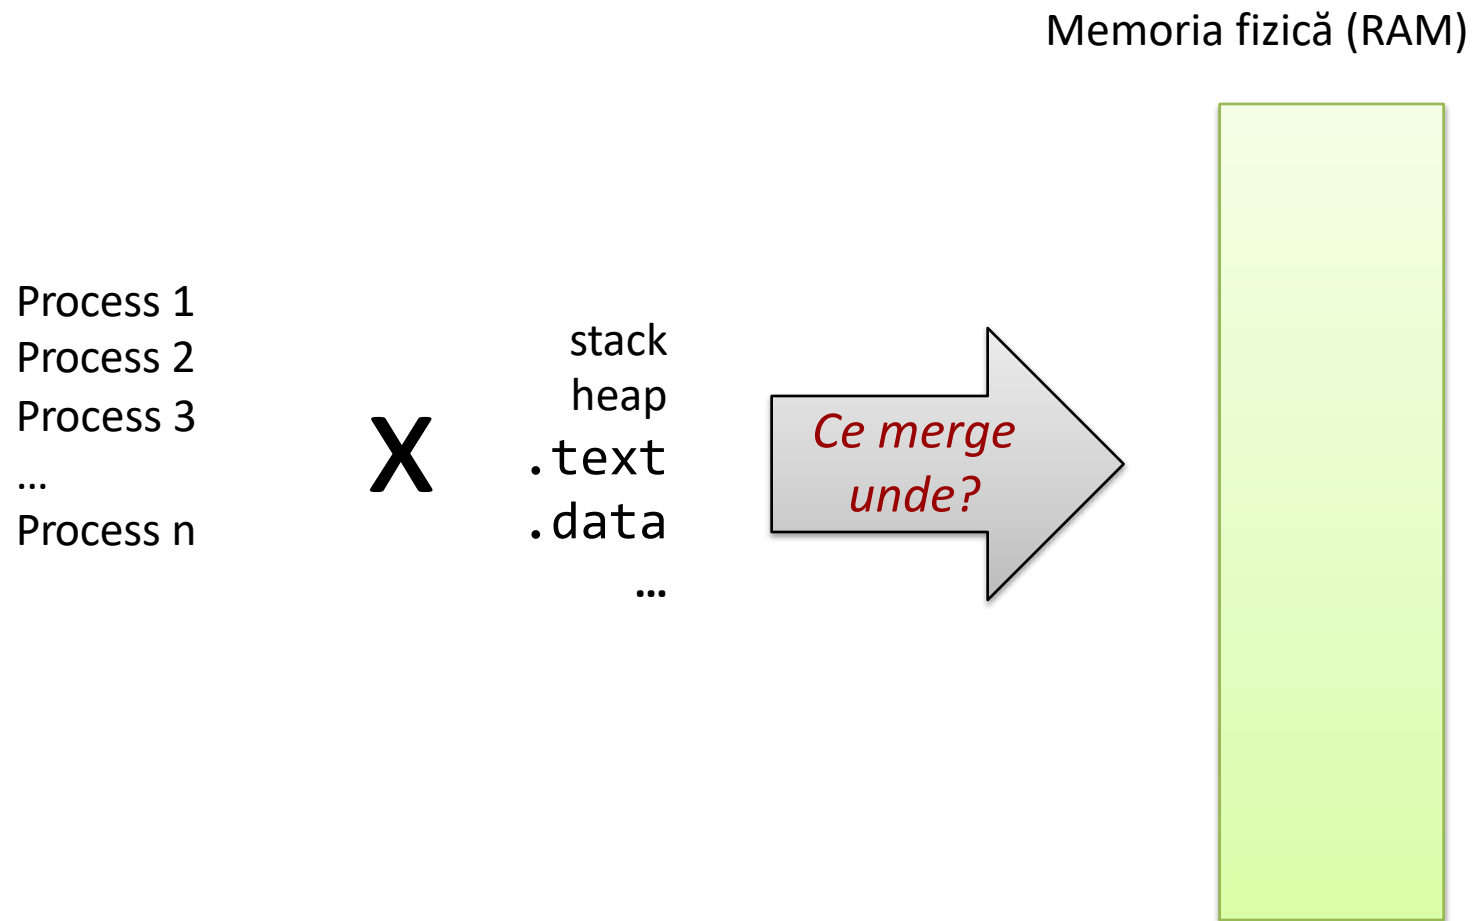 Memoria fizică (RAM)
Process 1
Process 2
Process 3
…
Process n
X
stack
heap
.text
.data
…
Ce merge
unde?